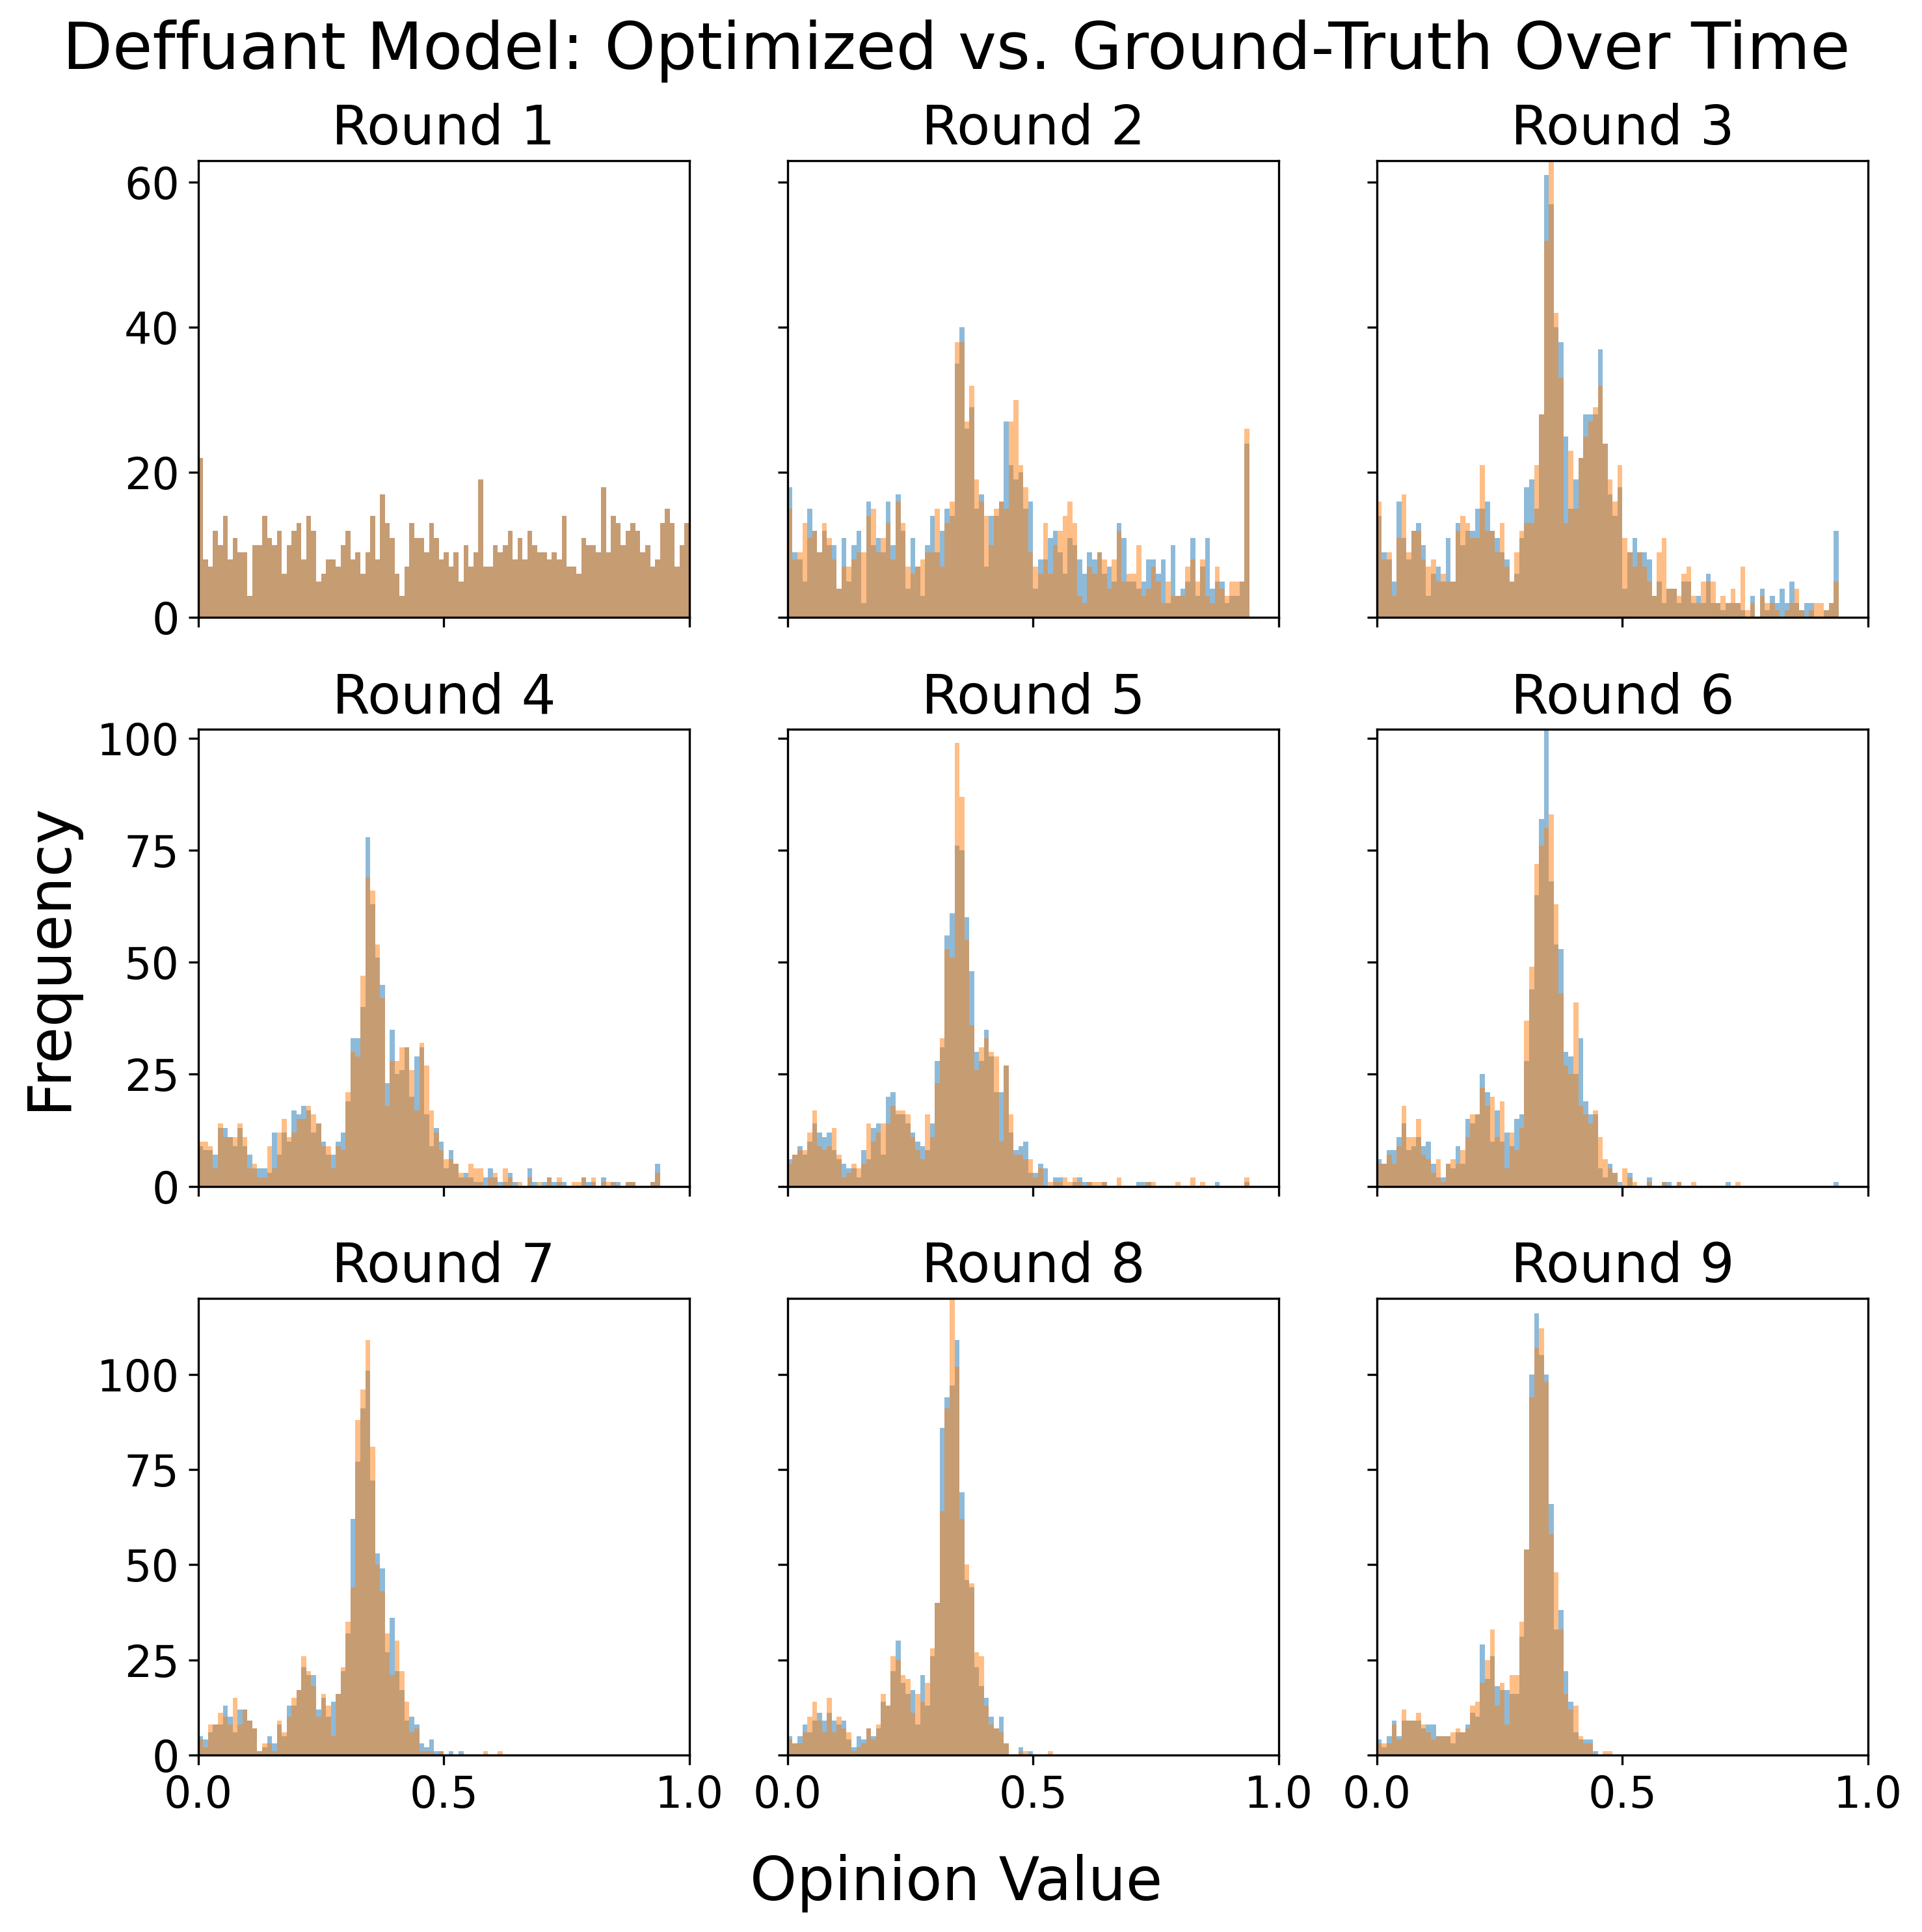 Deffuant Model: Optimized vs. Ground-Truth Over Time
Round 1
Round 2
Round 3
60
40
20
0
Round 4
Round 5
Round 6
100
75
50
25
0
Frequency
Round 7
Round 8
Round 9
100
75
50
25
0
0.0 0.5 1.0
0.0 0.5 1.0
0.0 0.5 1.0
Opinion Value